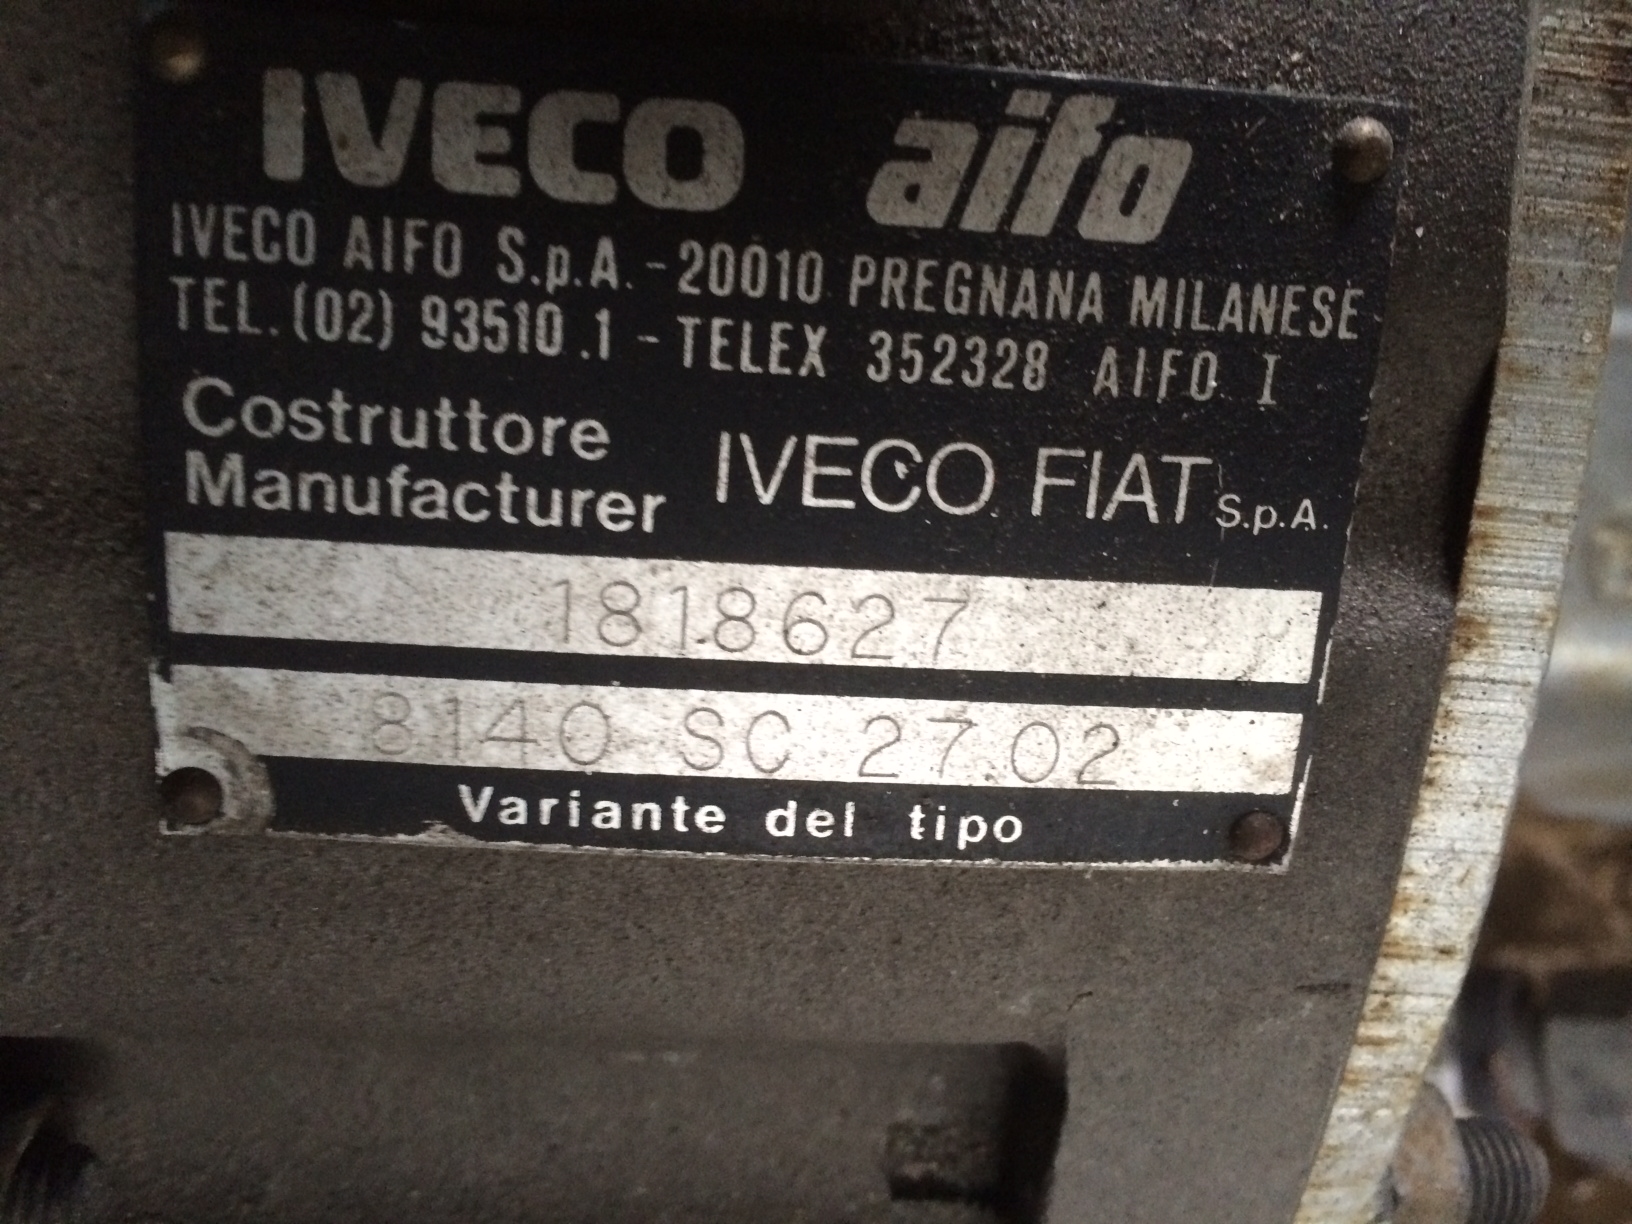 IVECO aifo
IVECO AIFO S.p.A. - 20010 PREGNANA MILANESE
TEL. (02) 93510.1 - TELEX 352328 AIFO I
Costruttore
Manufacturer
IVECO FIAT S.p.A.
1818627
8140 SC 27 02
Variante del tipo